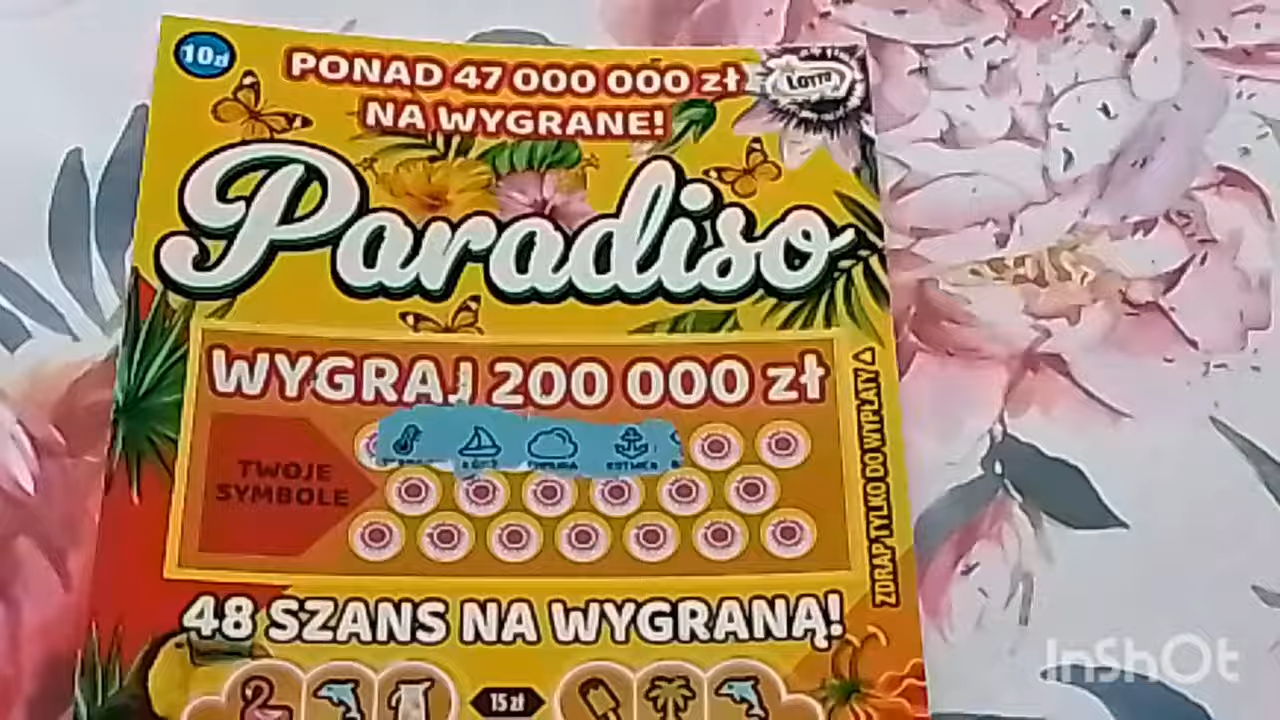 10zł
PONAD 47 000 000 zł
NA WYGRANE!
LOTTO
Paradiso
WYGRAJ 200 000 zł
TWOJE
SYMBOLE
KOTWICA
ZDRAP TYLKO DO WYPŁATY
48 SZANS NA WYGRANĄ!
15 zł
InShOt